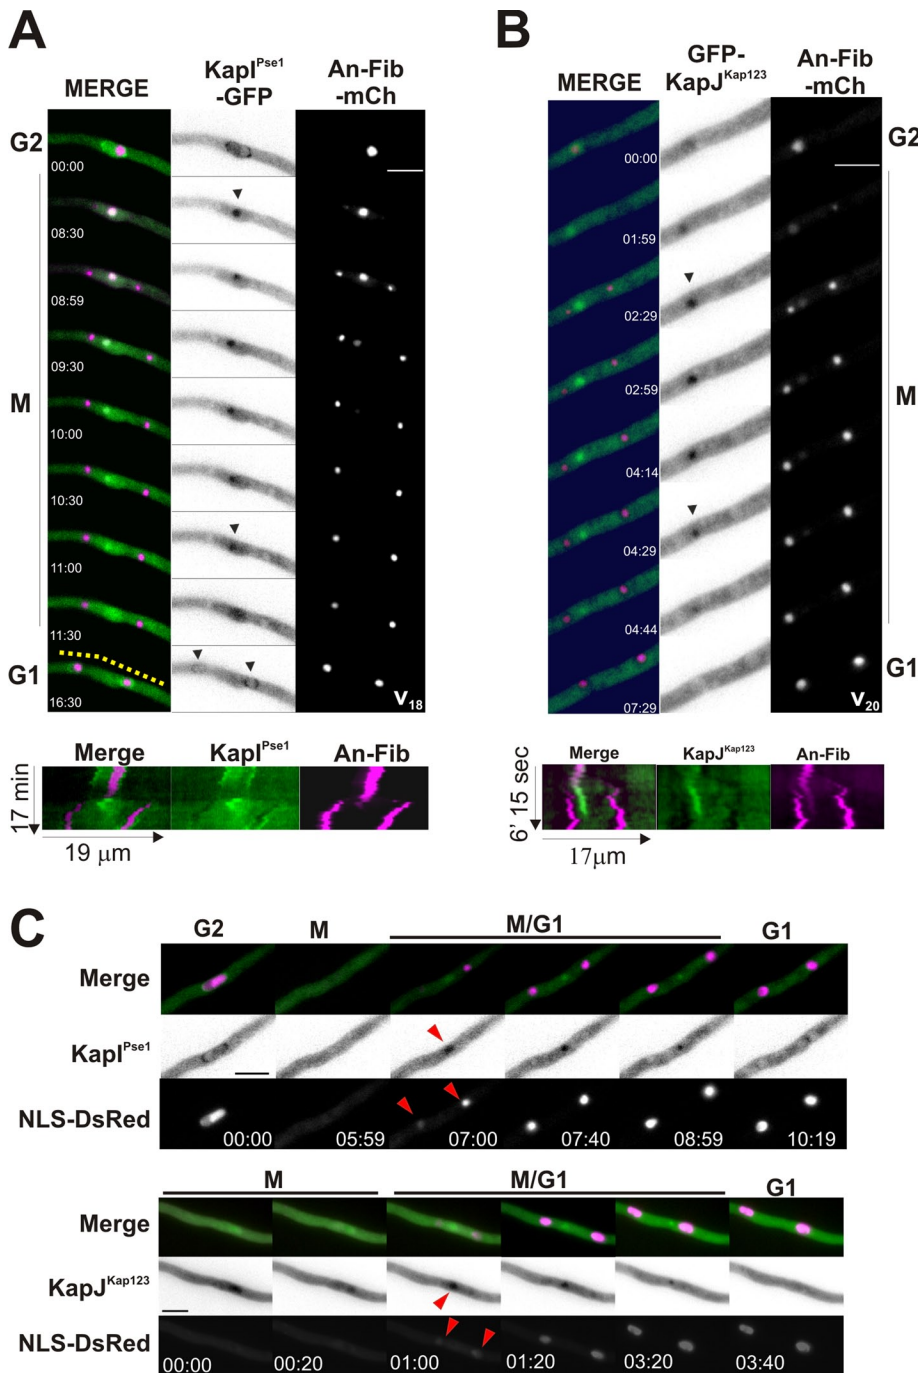 A
MERGE
KapI^Pse1
-GFP
An-Fib
-mCh
G2
M
G1
00:00
08:30
08:59
09:30
10:00
10:30
11:00
11:30
16:30
V18
Merge
KapI^Pse1
An-Fib
17 min
19 µm
B
MERGE
GFP-
KapJ^Kap123
An-Fib
-mCh
G2
M
G1
00:00
01:59
02:29
02:59
04:14
04:29
04:44
07:29
V20
Merge
KapJ^Kap123
An-Fib
6' 15 sec
17µm
C
G2 M M/G1 G1
Merge
KapI^Pse1
NLS-DsRed
00:00 05:59 07:00 07:40 08:59 10:19
M M/G1 G1
Merge
KapJ^Kap123
NLS-DsRed
00:00 00:20 01:00 01:20 03:20 03:40